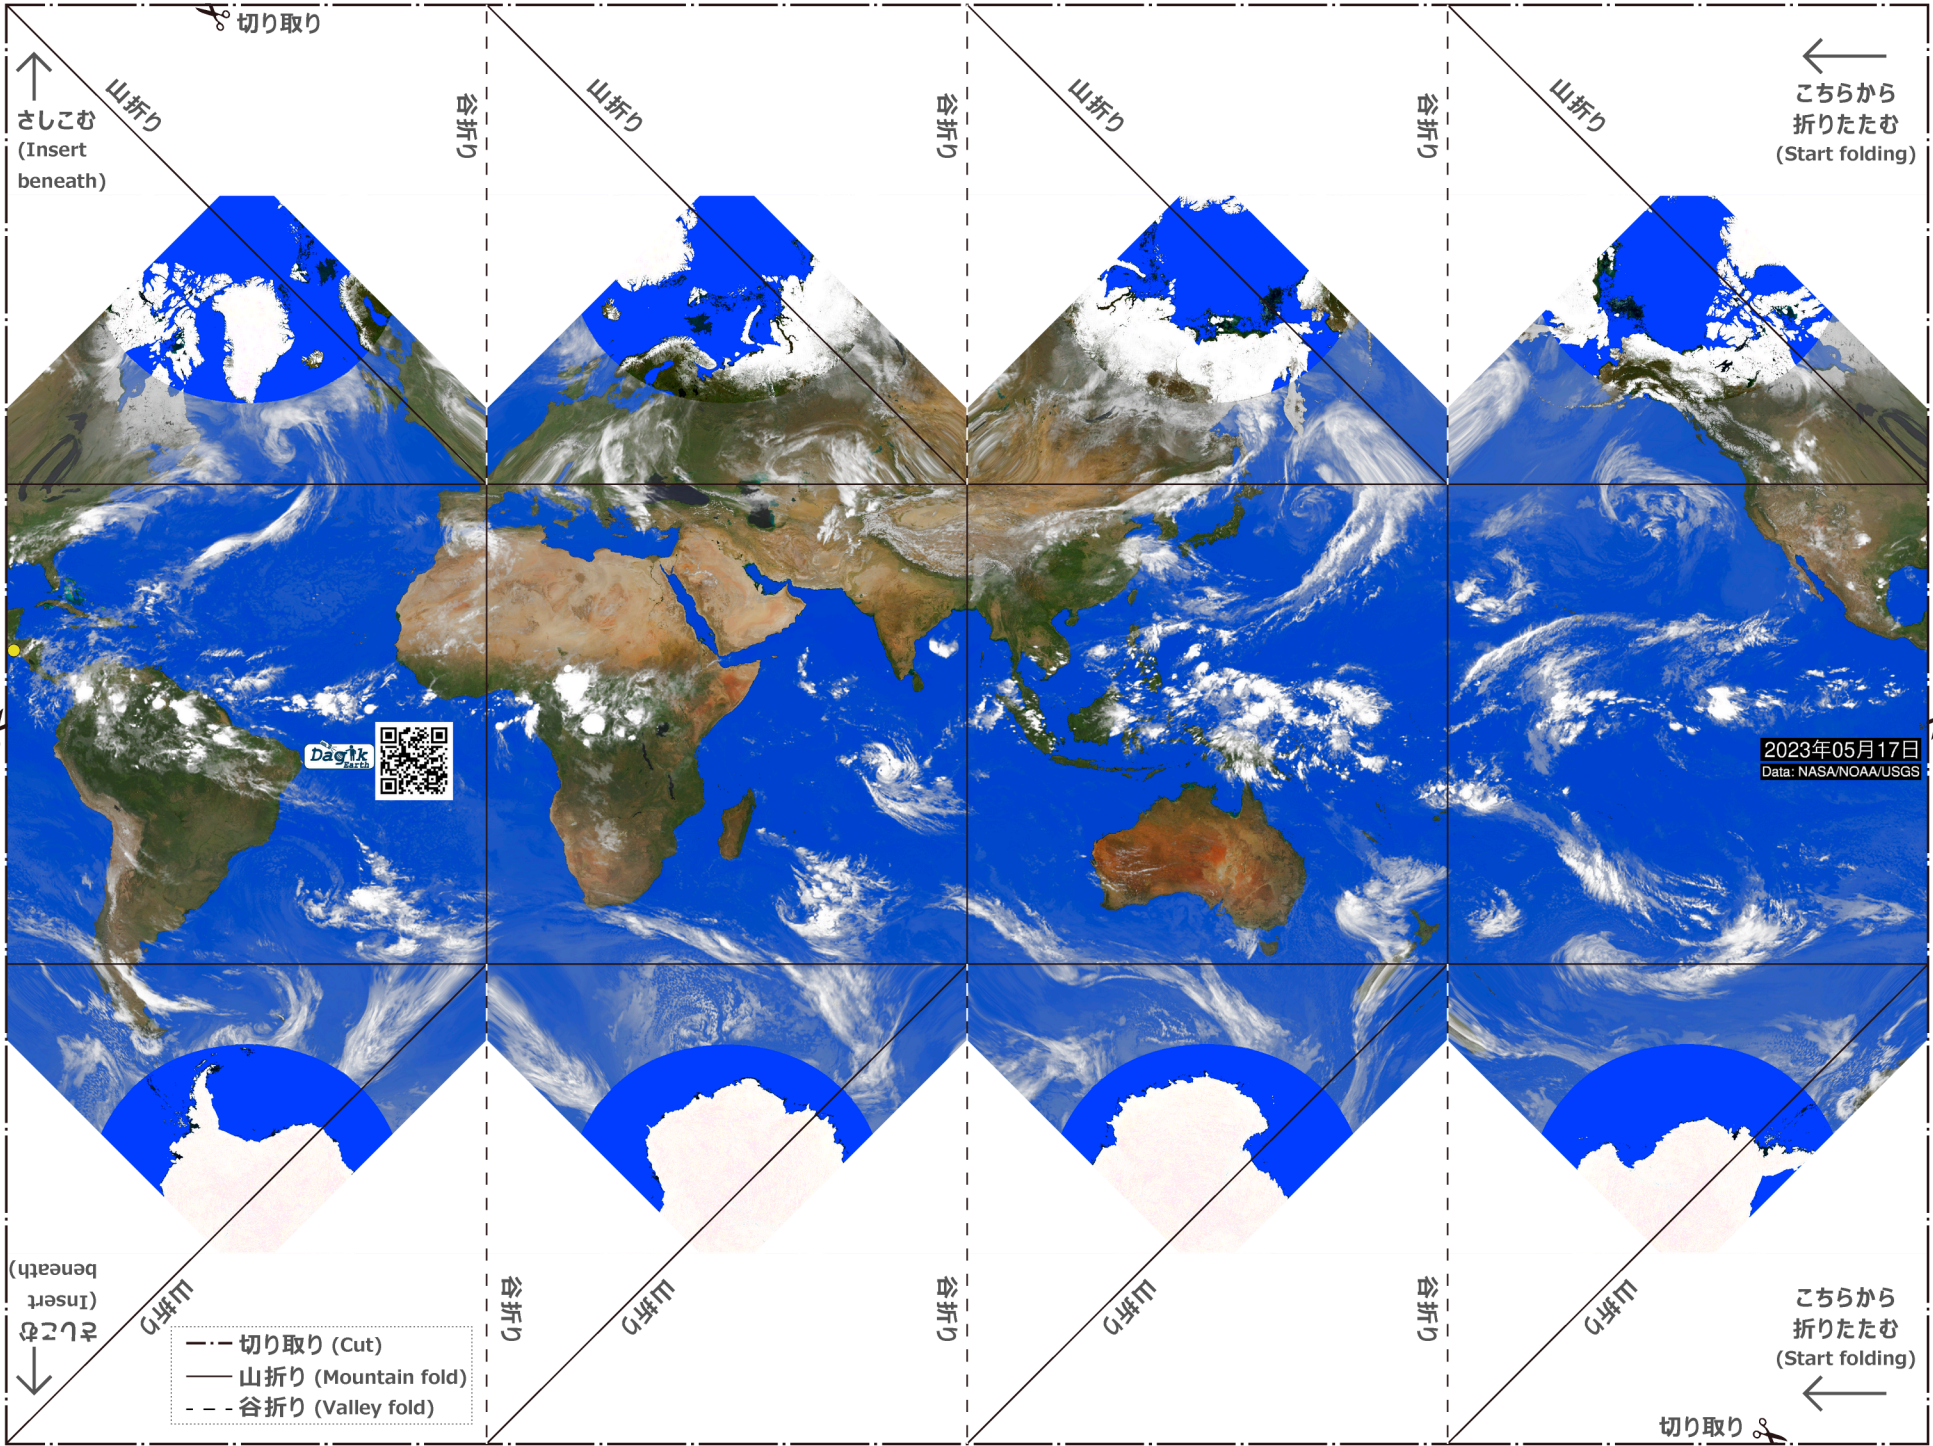 切り取り
山折り
谷折り
山折り
谷折り
山折り
谷折り
山折り
さしこむ
(Insert
beneath)
こちらから
折りたたむ
(Start folding)
Dagik
Earth
2023年05月17日
Data: NASA/NOAA/USGS
さしこむ
(Insert
beneath)
山折り
谷折り
山折り
谷折り
山折り
谷折り
山折り
こちらから
折りたたむ
(Start folding)
切り取り (Cut)
山折り (Mountain fold)
谷折り (Valley fold)
切り取り